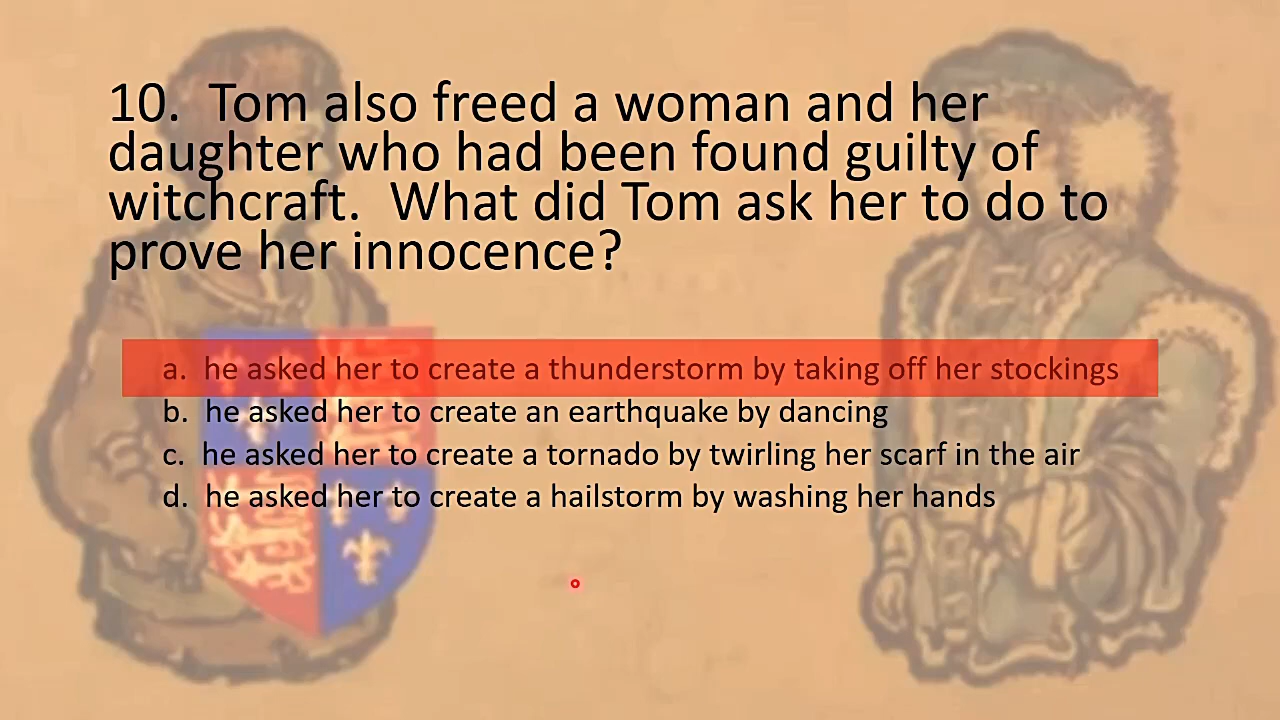 10.  Tom also freed a woman and her
daughter who had been found guilty of
witchcraft.  What did Tom ask her to do to
prove her innocence?
a.  he asked her to create a thunderstorm by taking off her stockings
b.  he asked her to create an earthquake by dancing
c.  he asked her to create a tornado by twirling her scarf in the air
d.  he asked her to create a hailstorm by washing her hands